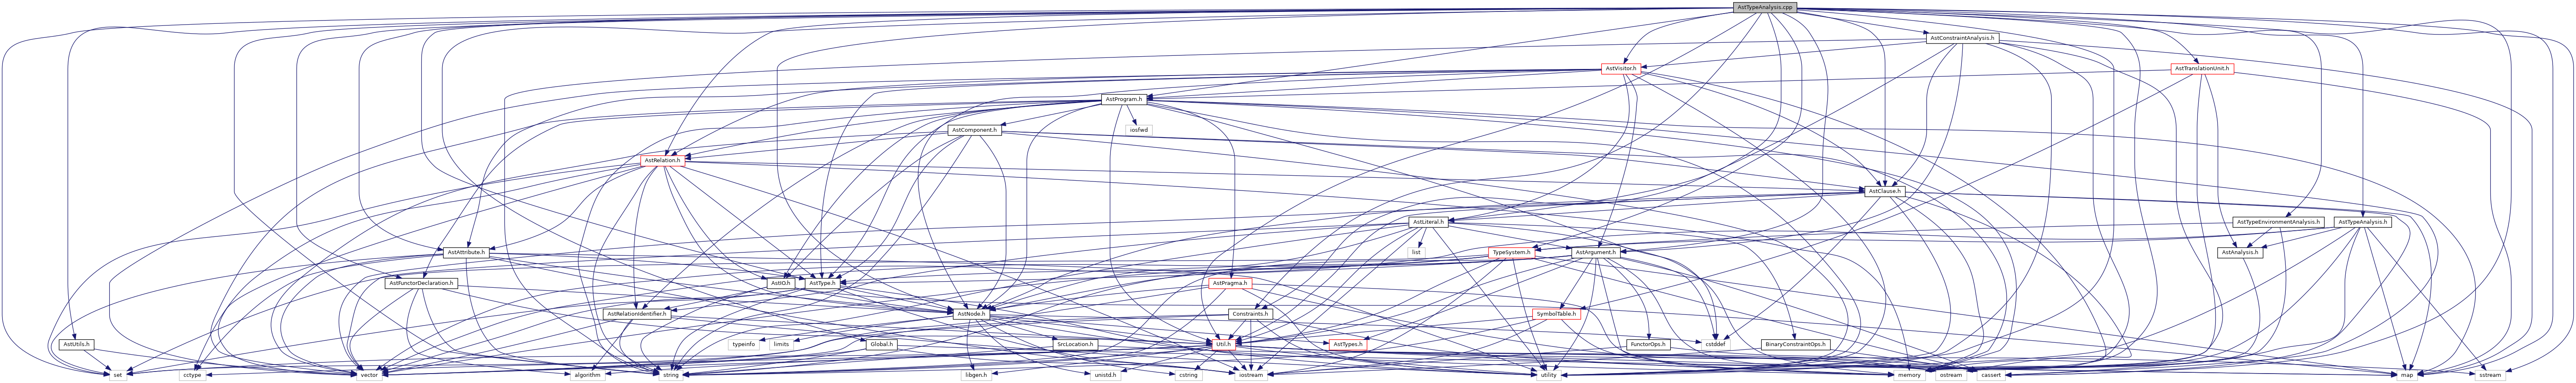 AstTypeAnalysis.cpp
AstConstraintAnalysis.h
AstVisitor.h
AstTranslationUnit.h
AstProgram.h
AstComponent.h
iosfwd
AstRelation.h
AstClause.h
AstLiteral.h
AstTypeEnvironmentAnalysis.h
AstTypeAnalysis.h
AstAttribute.h
list
TypeSystem.h
AstArgument.h
AstAnalysis.h
AstFunctorDeclaration.h
AstIO.h
AstType.h
AstPragma.h
AstRelationIdentifier.h
AstNode.h
Constraints.h
SymbolTable.h
AstUtils.h
typeinfo
limits
Global.h
SrcLocation.h
Util.h
AstTypes.h
cstddef
FunctorOps.h
BinaryConstraintOps.h
set
cctype
vector
algorithm
string
libgen.h
unistd.h
cstring
iostream
utility
memory
ostream
cassert
map
sstream